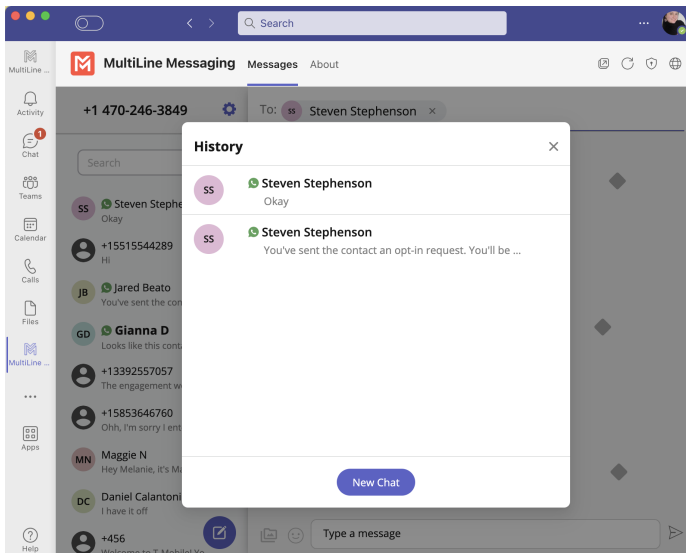 Search
MultiLine ...
Activity
Chat
1
Teams
Calendar
Calls
Files
MultiLine ...
Apps
Help
MultiLine Messaging
Messages
About
+1 470-246-3849
Search
SS
Steven Stephe
Okay
+15515544289
Hi
JB
Jared Beato
You've sent the con
GD
Gianna D
Looks like this conta
+13392557057
The engagement w
+15853646760
Ohh, I'm sorry I ent
MN
Maggie N
Hey Melanie, it's Ma
DC
Daniel Calantoni
I have it off
+456
Welcome to T-Mobile! Yo
To: SS Steven Stephenson ×
History
SS
Steven Stephenson
Okay
SS
Steven Stephenson
You've sent the contact an opt-in request. You'll be ...
New Chat
Type a message